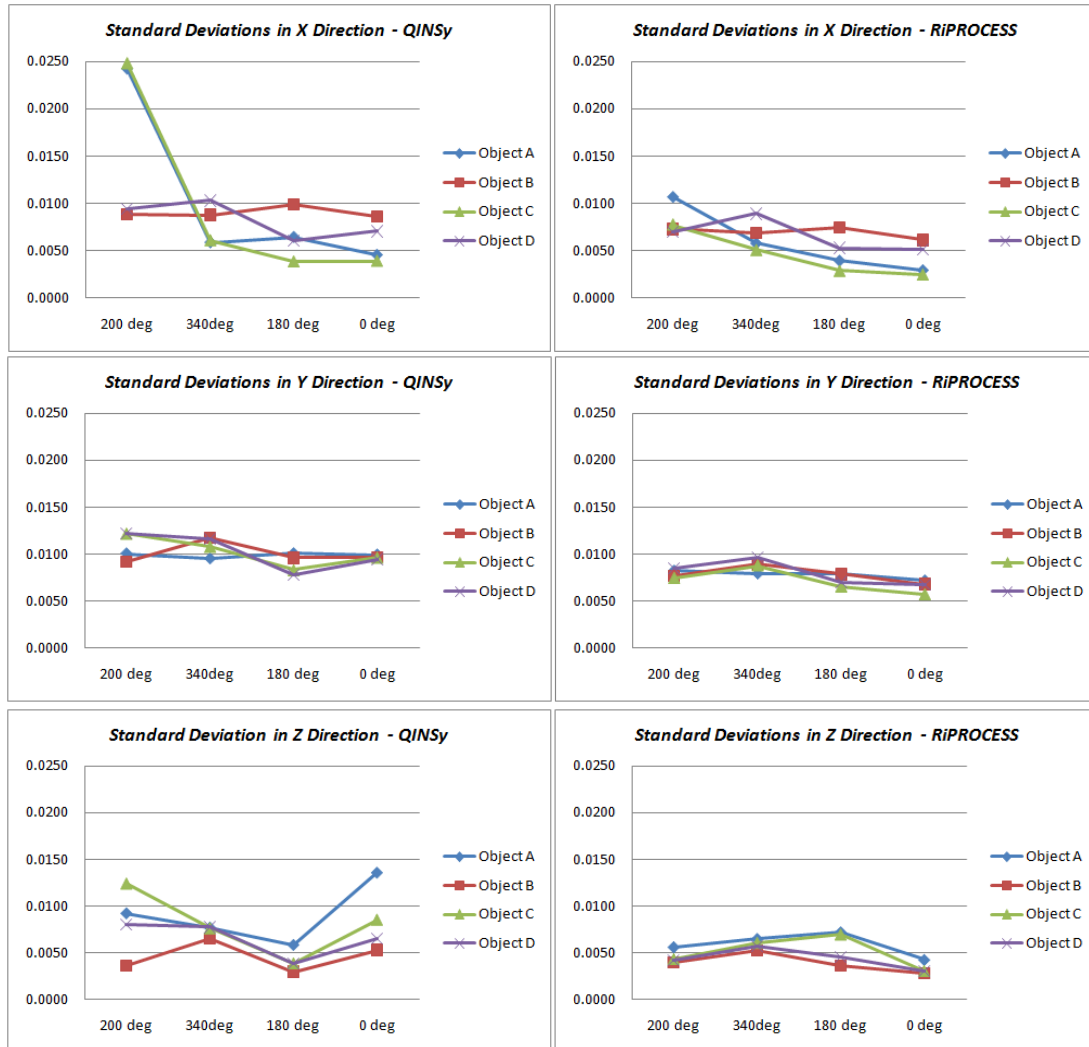 Standard Deviations in X Direction - QINSy
0.0250
0.0200
0.0150
0.0100
0.0050
0.0000
200 deg 340deg 180 deg 0 deg
Object A
Object B
Object C
Object D
Standard Deviations in X Direction - RiPROCESS
0.0250
0.0200
0.0150
0.0100
0.0050
0.0000
200 deg 340deg 180 deg 0 deg
Object A
Object B
Object C
Object D
Standard Deviations in Y Direction - QINSy
0.0250
0.0200
0.0150
0.0100
0.0050
0.0000
200 deg 340deg 180 deg 0 deg
Object A
Object B
Object C
Object D
Standard Deviations in Y Direction - RiPROCESS
0.0250
0.0200
0.0150
0.0100
0.0050
0.0000
200 deg 340deg 180 deg 0 deg
Object A
Object B
Object C
Object D
Standard Deviation in Z Direction - QINSy
0.0250
0.0200
0.0150
0.0100
0.0050
0.0000
200 deg 340deg 180 deg 0 deg
Object A
Object B
Object C
Object D
Standard Deviations in Z Direction - RiPROCESS
0.0250
0.0200
0.0150
0.0100
0.0050
0.0000
200 deg 340deg 180 deg 0 deg
Object A
Object B
Object C
Object D